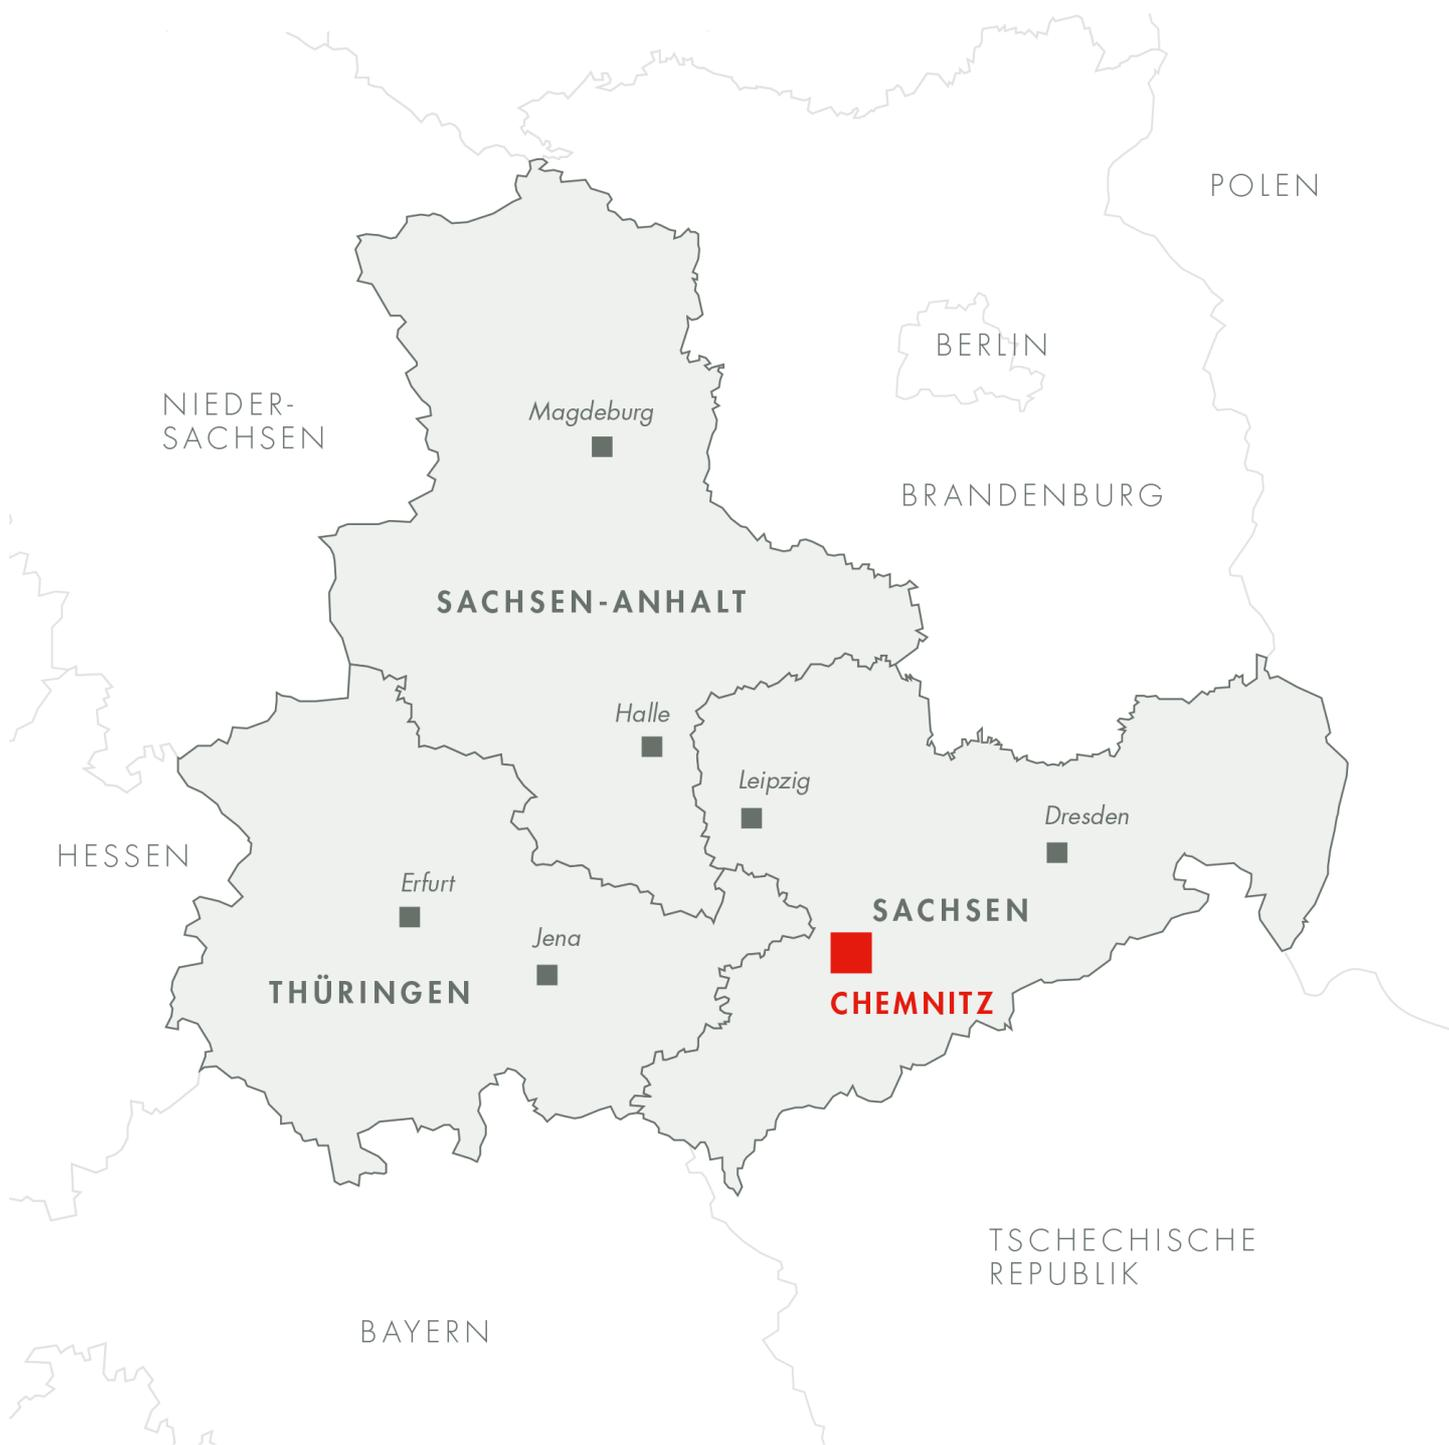 POLEN
BERLIN
NIEDER-
SACHSEN
Magdeburg
BRANDENBURG
SACHSEN-ANHALT
Halle
Leipzig
Dresden
HESSEN
Erfurt
SACHSEN
Jena
THÜRINGEN
CHEMNITZ
TSCHECHISCHE
REPUBLIK
BAYERN